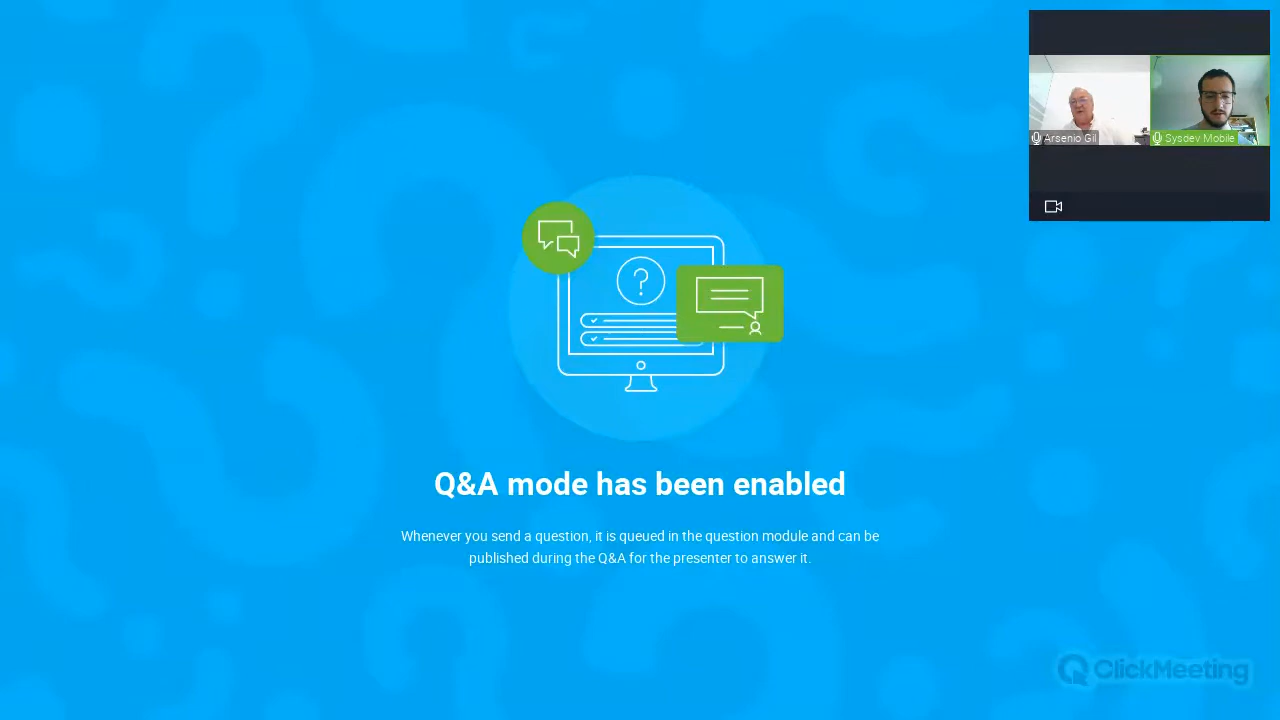 Arsenio Gil
Sysdev Mobile
Q&A mode has been enabled
Whenever you send a question, it is queued in the question module and can be
published during the Q&A for the presenter to answer it.
ClickMeeting